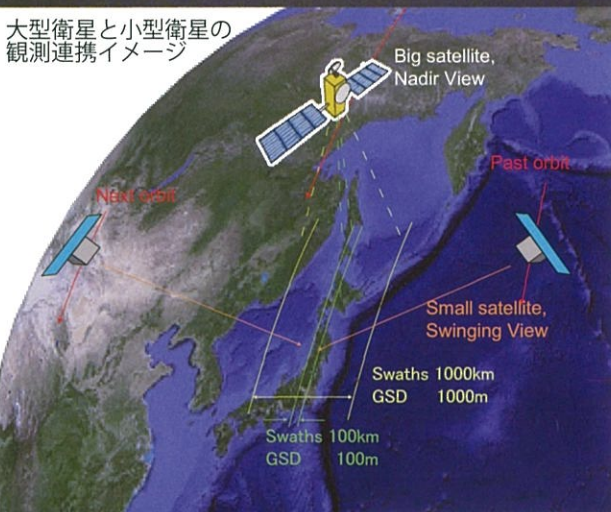 大型衛星と小型衛星の
観測連携イメージ
Big satellite,
Nadir View
Past orbit
Next orbit
Small satellite,
Swinging View
Swaths 1000km
GSD 1000m
Swaths 100km
GSD 100m